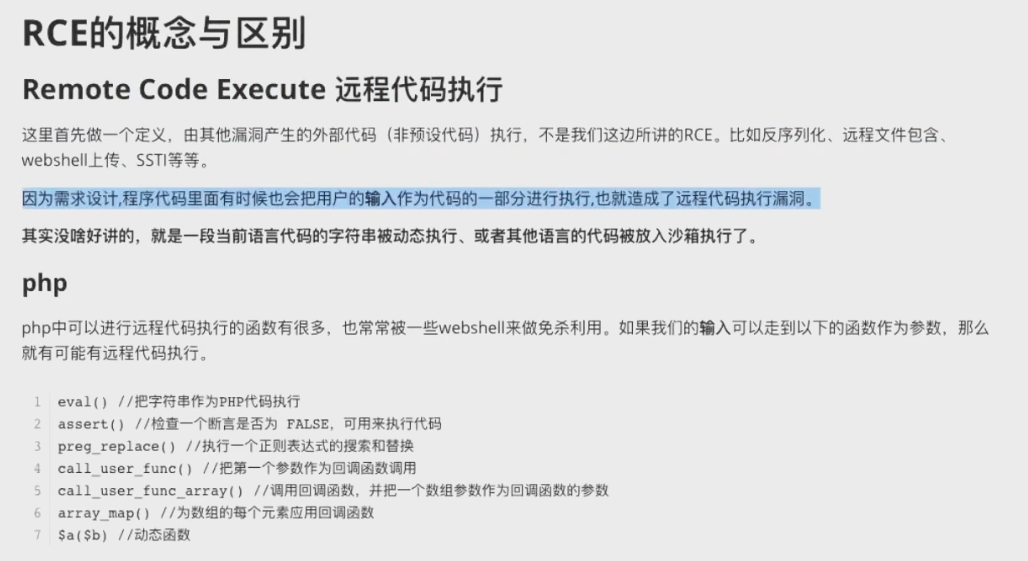 RCE的概念与区别
Remote Code Execute 远程代码执行
这里首先做一个定义，由其他漏洞产生的外部代码（非预设代码）执行，不是我们这边所讲的RCE。比如反序列化、远程文件包含、
webshell上传、SSTI等等。
因为需求设计,程序代码里面有时候也会把用户的输入作为代码的一部分进行执行,也就造成了远程代码执行漏洞。
其实没啥好讲的，就是一段当前语言代码的字符串被动态执行、或者其他语言的代码被放入沙箱执行了。
php
php中可以进行远程代码执行的函数有很多，也常常被一些webshell来做免杀利用。如果我们的输入可以走到以下的函数作为参数，那么
就有可能有远程代码执行。
1 eval() //把字符串作为PHP代码执行
2 assert() //检查一个断言是否为 FALSE，可用来执行代码
3 preg_replace() //执行一个正则表达式的搜索和替换
4 call_user_func() //把第一个参数作为回调函数调用
5 call_user_func_array() //调用回调函数，并把一个数组参数作为回调函数的参数
6 array_map() //为数组的每个元素应用回调函数
7 $a($b) //动态函数